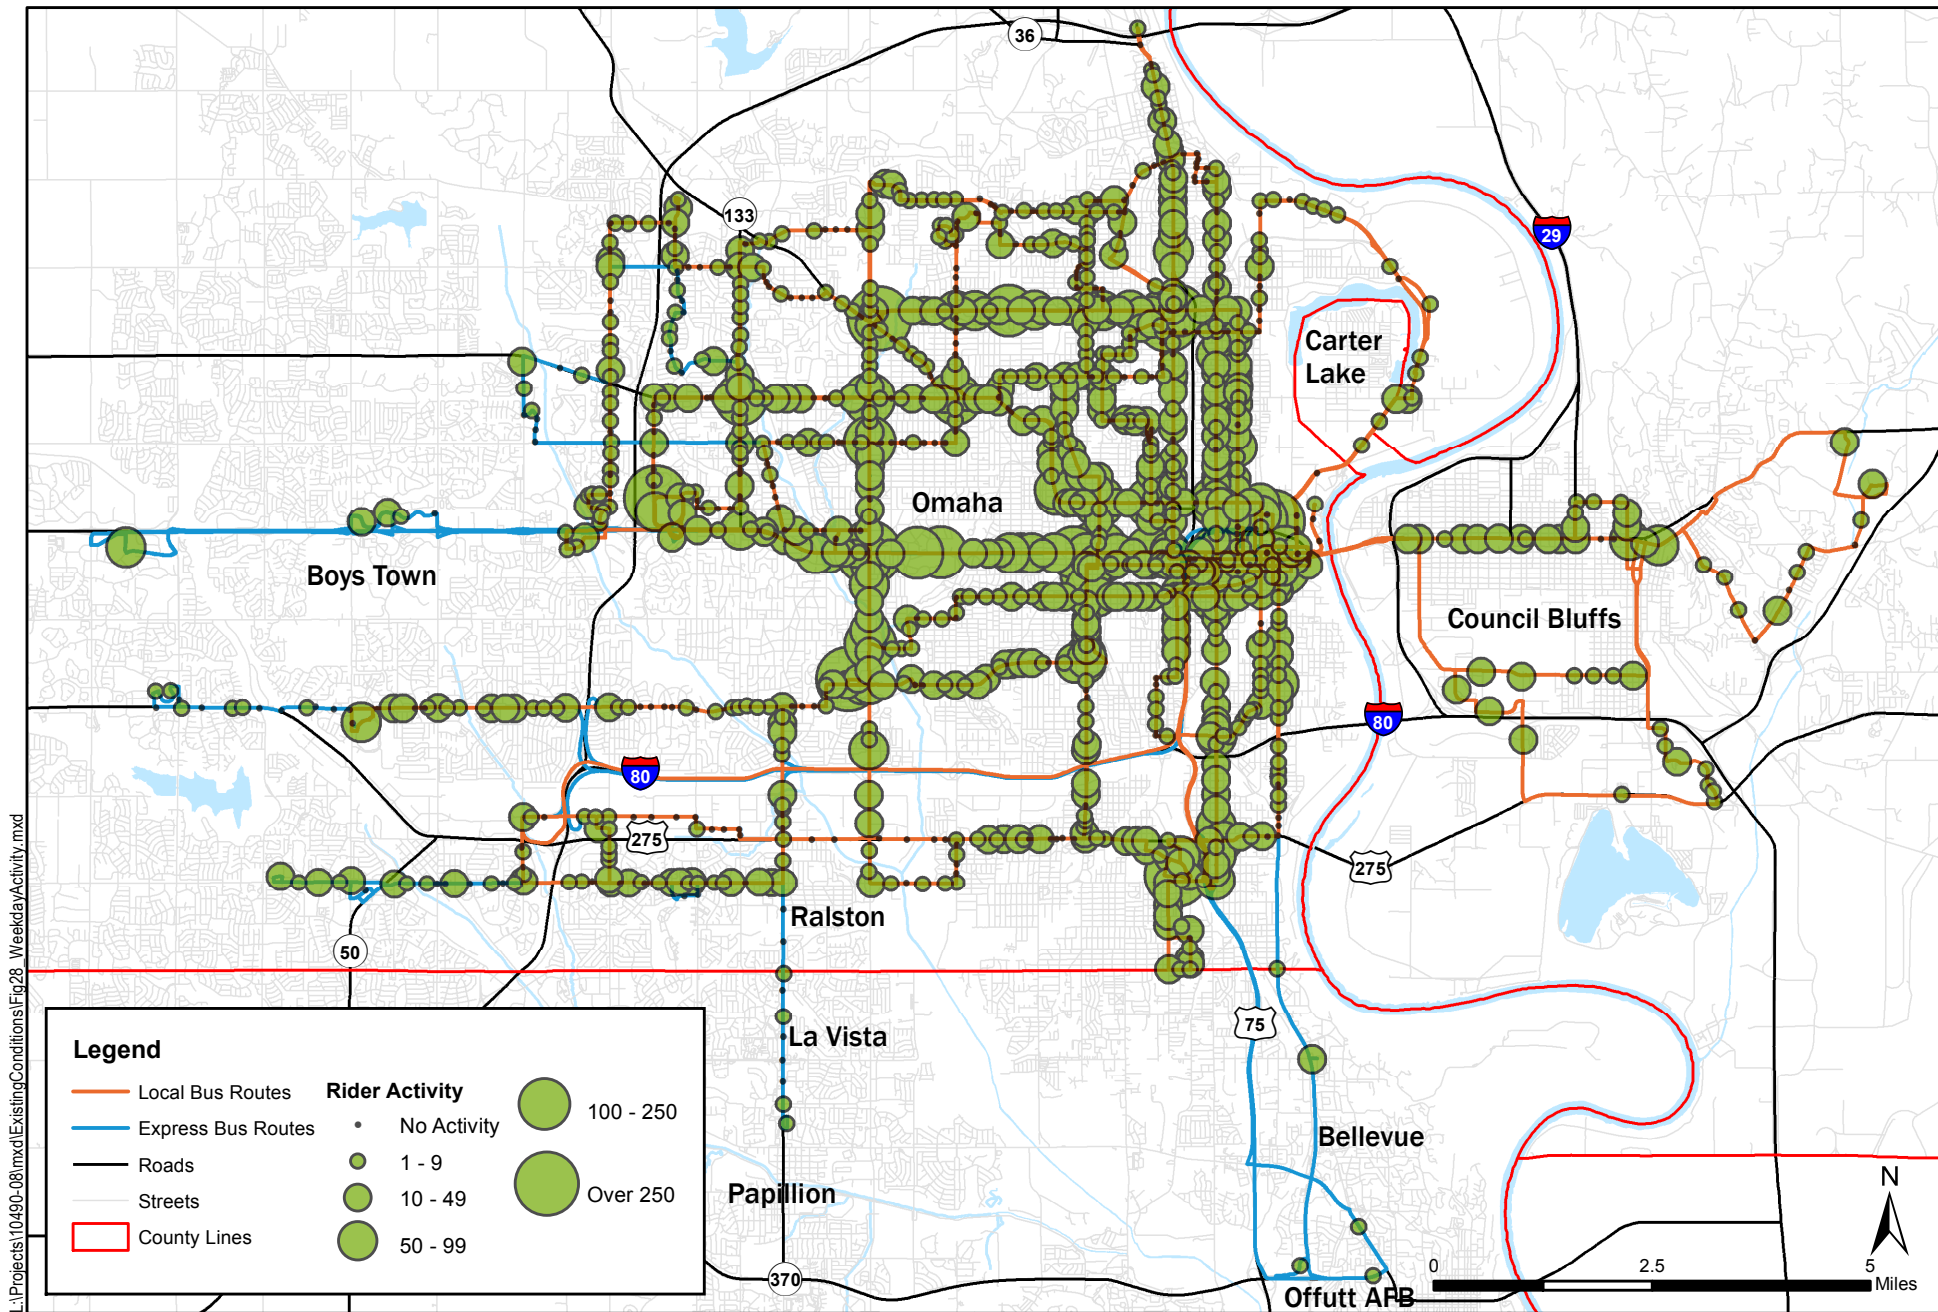 36
133
29
Carter
Lake
Omaha
Boys Town
Council Bluffs
80
80
275
275
Ralston
50
La Vista
75
Bellevue
Papillion
370
Offutt AFB
N
0 2.5 5
Miles
Legend
Local Bus Routes
Express Bus Routes
Roads
Streets
County Lines
Rider Activity
No Activity
1 - 9
10 - 49
50 - 99
100 - 250
Over 250
L:\Projects\10490-08\mxd\ExistingConditions\Fig28_WeekdayActivity.mxd